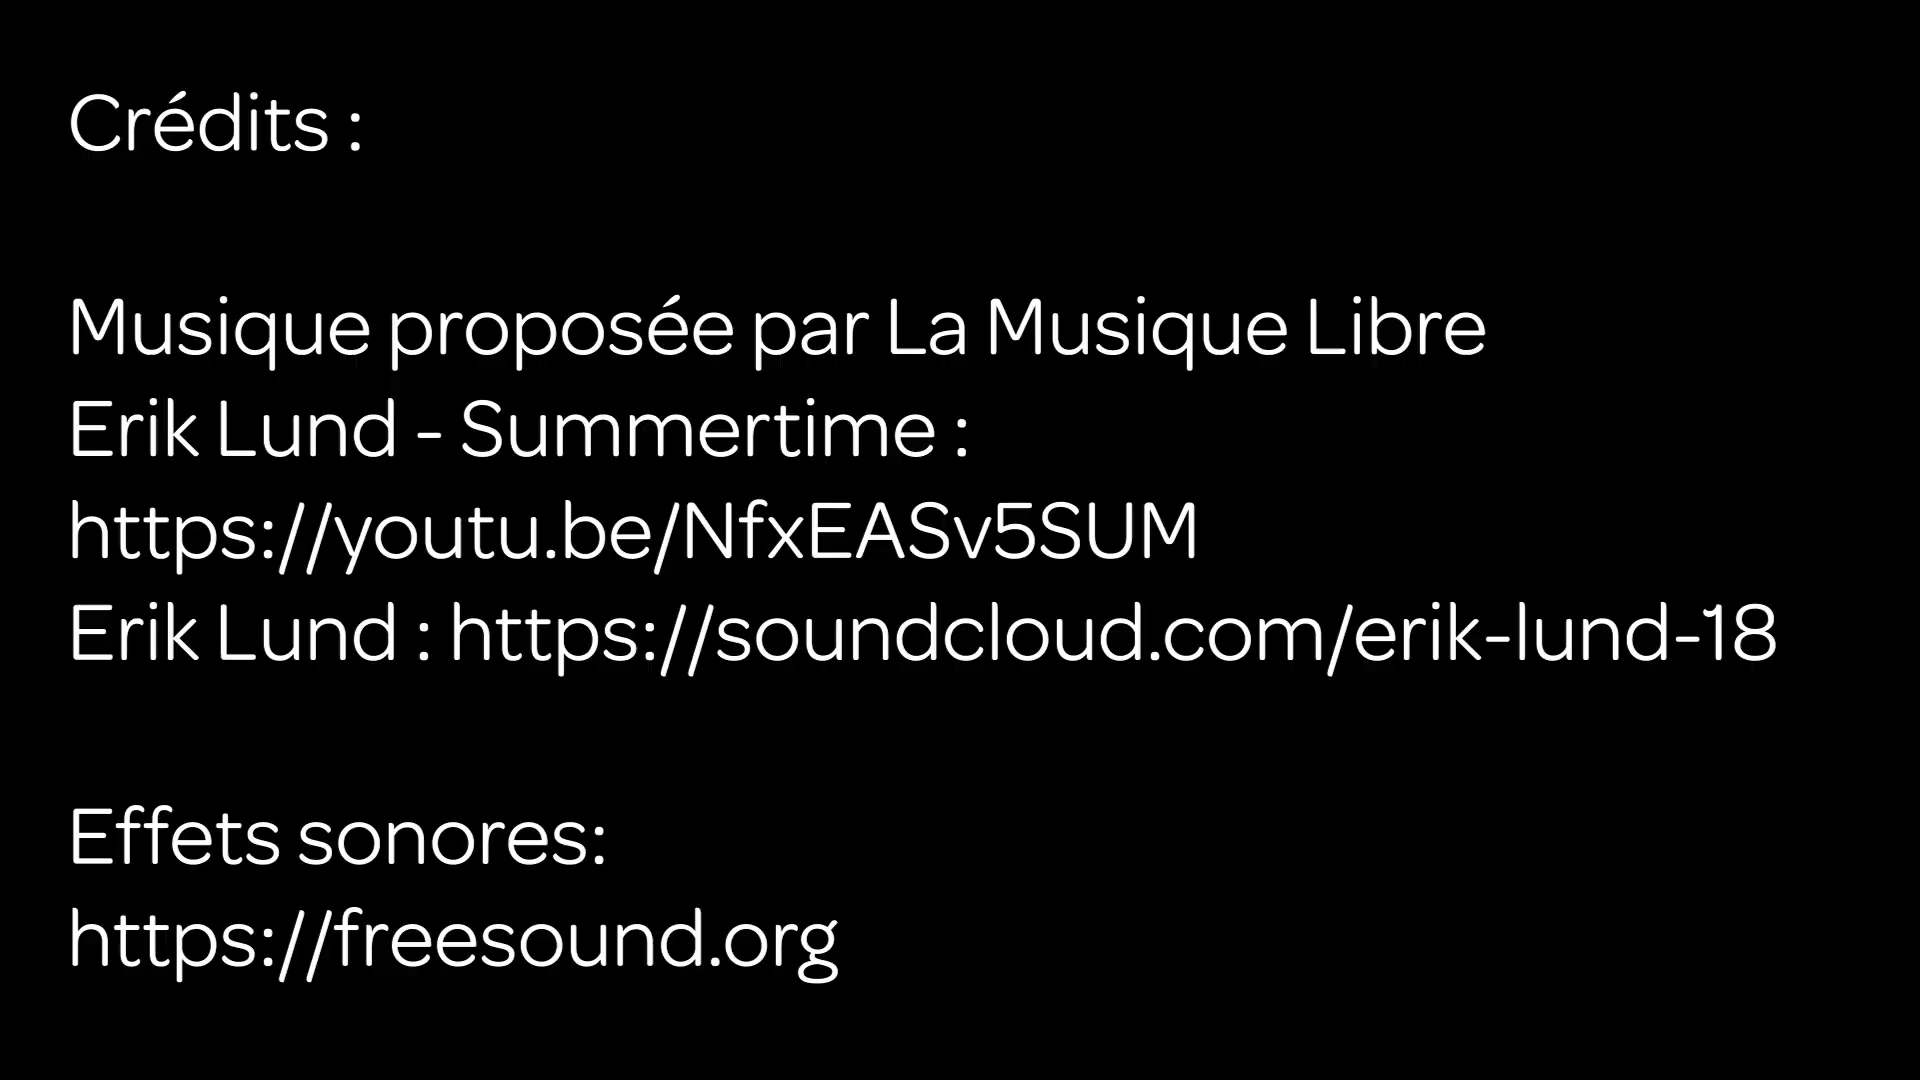 Crédits :
Musique proposée par La Musique Libre
Erik Lund - Summertime :
https://youtu.be/NfxEASv5SUM
Erik Lund : https://soundcloud.com/erik-lund-18
Effets sonores:
https://freesound.org